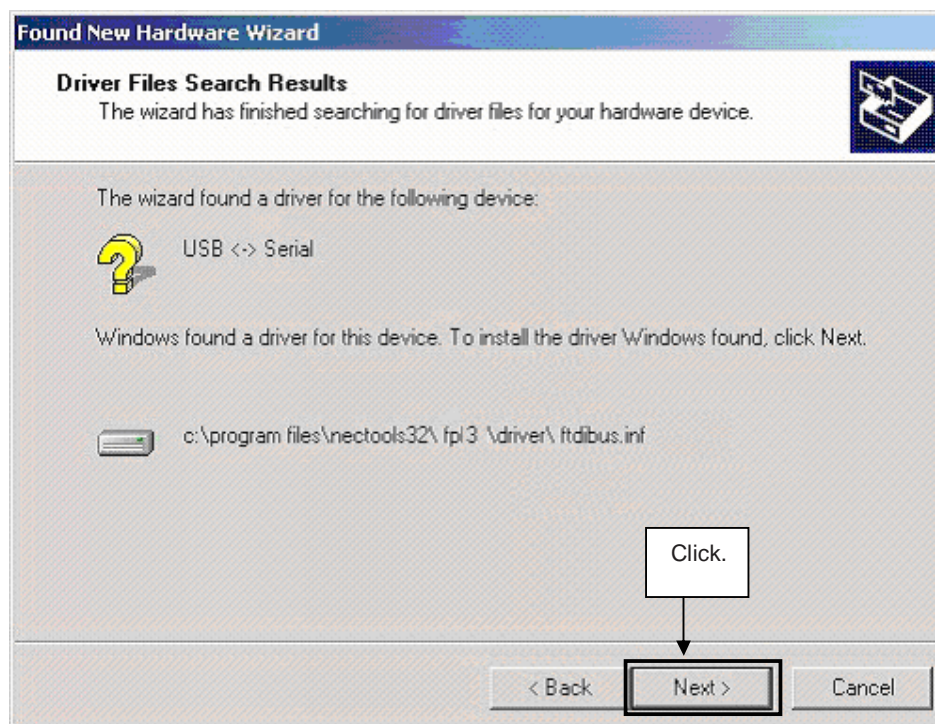 Found New Hardware Wizard
Driver Files Search Results
The wizard has finished searching for driver files for your hardware device.
The wizard found a driver for the following device:
USB <-> Serial
Windows found a driver for this device. To install the driver Windows found, click Next.
c:\program files\nectools32\ fpl3 \driver\ ftdibus.inf
Click.
< Back
Next >
Cancel